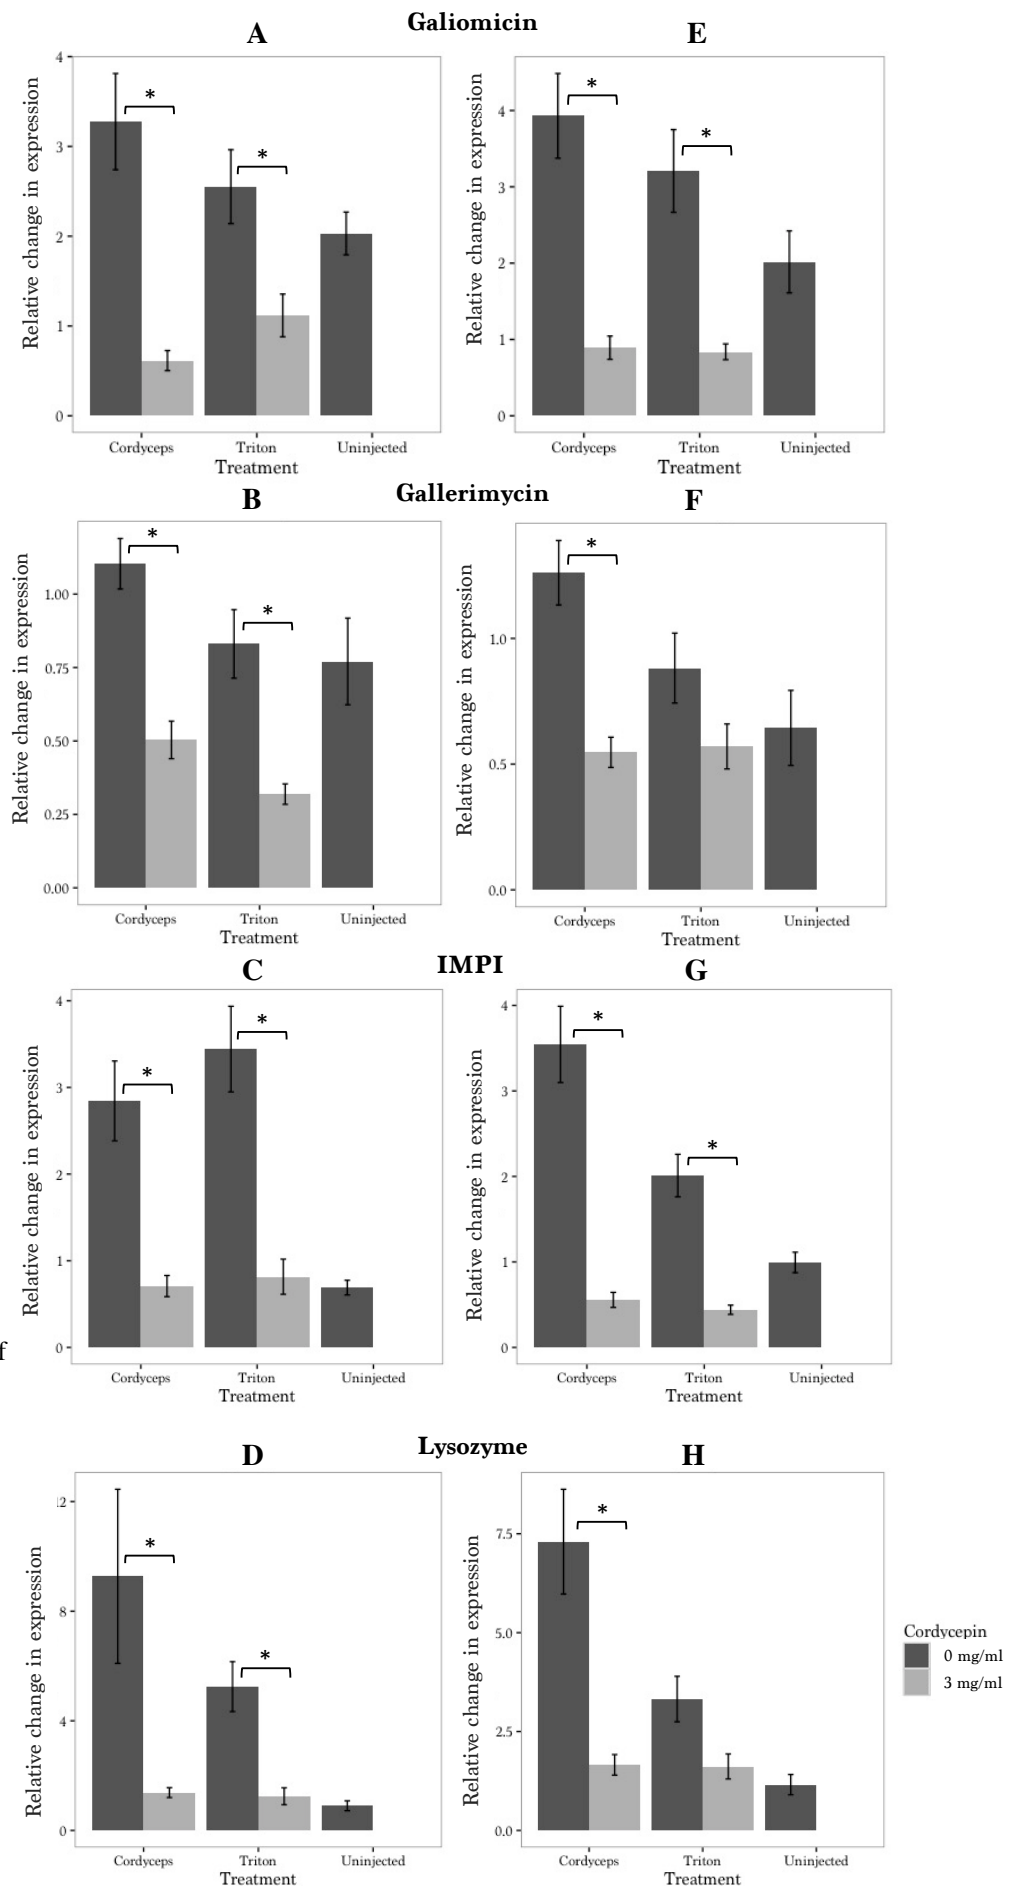 Galiomicin
A
E
Relative change in expression
4
3
2
1
0
*
*
Cordyceps
Triton
Uninjected
Treatment
Relative change in expression
4
3
2
1
0
*
*
Cordyceps
Triton
Uninjected
Treatment
Gallerimycin
B
F
Relative change in expression
1.00
0.75
0.50
0.25
0.00
*
*
Cordyceps
Triton
Uninjected
Treatment
Relative change in expression
1.0
0.5
0.0
*
Cordyceps
Triton
Uninjected
Treatment
IMPI
C
G
Relative change in expression
4
3
2
1
0
*
*
f
Cordyceps
Triton
Uninjected
Treatment
Relative change in expression
4
3
2
1
0
*
*
Cordyceps
Triton
Uninjected
Treatment
Lysozyme
D
H
Relative change in expression
12
8
4
0
*
*
Cordyceps
Triton
Uninjected
Treatment
Relative change in expression
7.5
5.0
2.5
0.0
*
Cordyceps
Triton
Uninjected
Treatment
Cordycepin
0 mg/ml
3 mg/ml